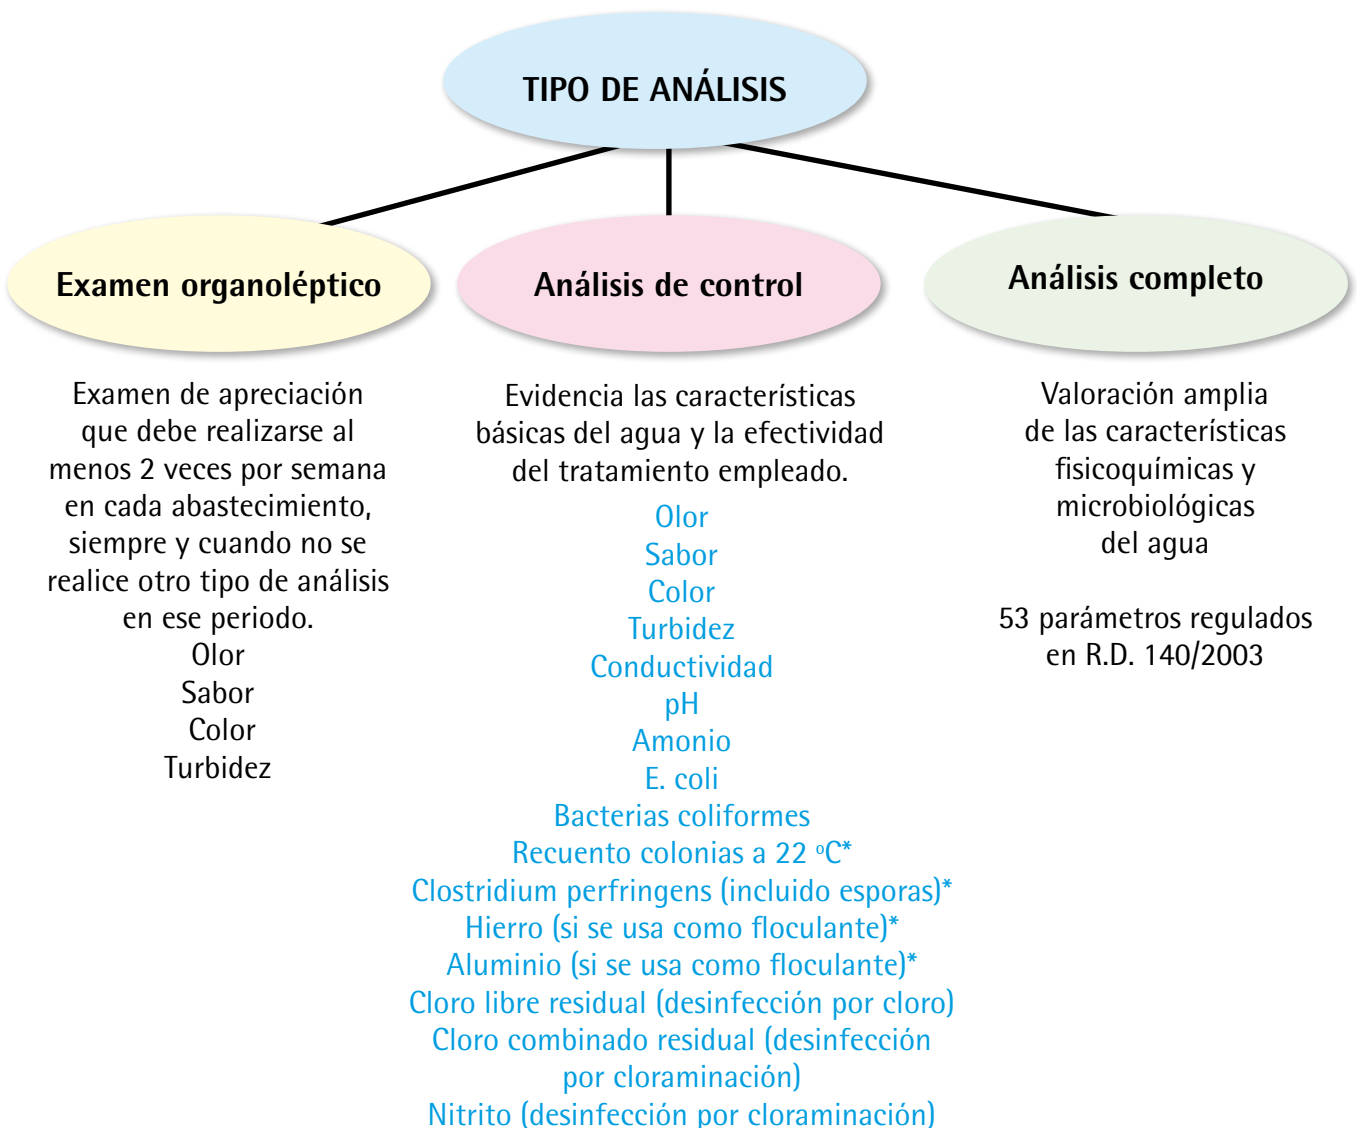 TIPO DE ANÁLISIS
Examen organoléptico
Examen de apreciación
que debe realizarse al
menos 2 veces por semana
en cada abastecimiento,
siempre y cuando no se
realice otro tipo de análisis
en ese periodo.
Olor
Sabor
Color
Turbidez
Análisis de control
Evidencia las características
básicas del agua y la efectividad
del tratamiento empleado.
Olor
Sabor
Color
Turbidez
Conductividad
pH
Amonio
E. coli
Bacterias coliformes
Recuento colonias a 22 ºC*
Clostridium perfringens (incluido esporas)*
Hierro (si se usa como floculante)*
Aluminio (si se usa como floculante)*
Cloro libre residual (desinfección por cloro)
Cloro combinado residual (desinfección
por cloraminación)
Nitrito (desinfección por cloraminación)
Análisis completo
Valoración amplia
de las características
fisicoquímicas y
microbiológicas
del agua
53 parámetros regulados
en R.D. 140/2003